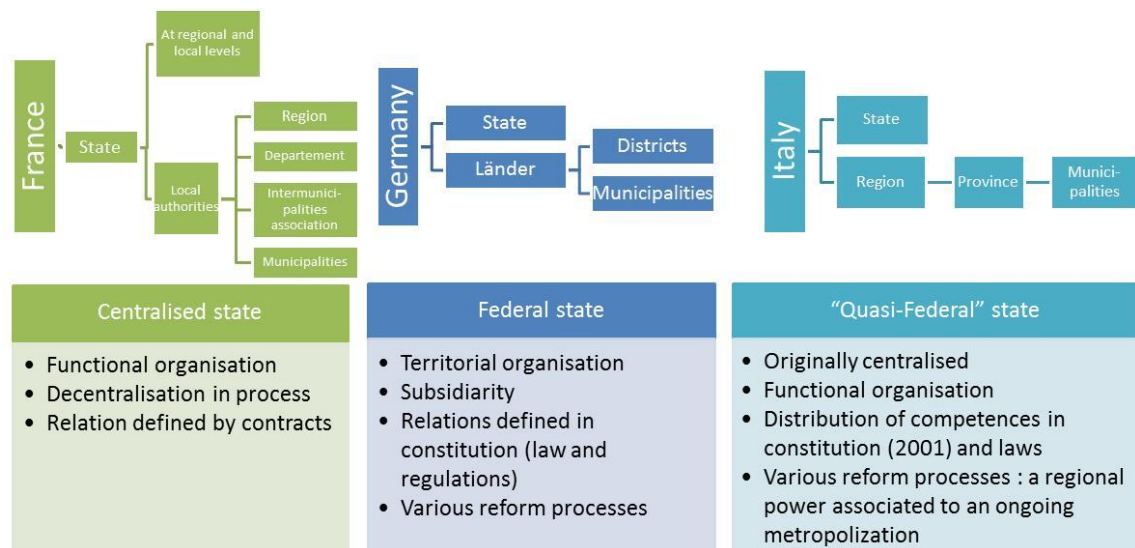 France
State
At regional and
local levels
Local
authorities
Region
Departement
Intermunici-
palities
association
Municipalities
Germany
State
Länder
Districts
Municipalities
Italy
State
Region
Province
Munici-
palities
Centralised state
• Functional organisation
• Decentralisation in process
• Relation defined by contracts
Federal state
• Territorial organisation
• Subsidiarity
• Relations defined in
constitution (law and
regulations)
• Various reform processes
“Quasi-Federal” state
• Originally centralised
• Functional organisation
• Distribution of competences in
constitution (2001) and laws
• Various reform processes : a regional
power associated to an ongoing
metropolization